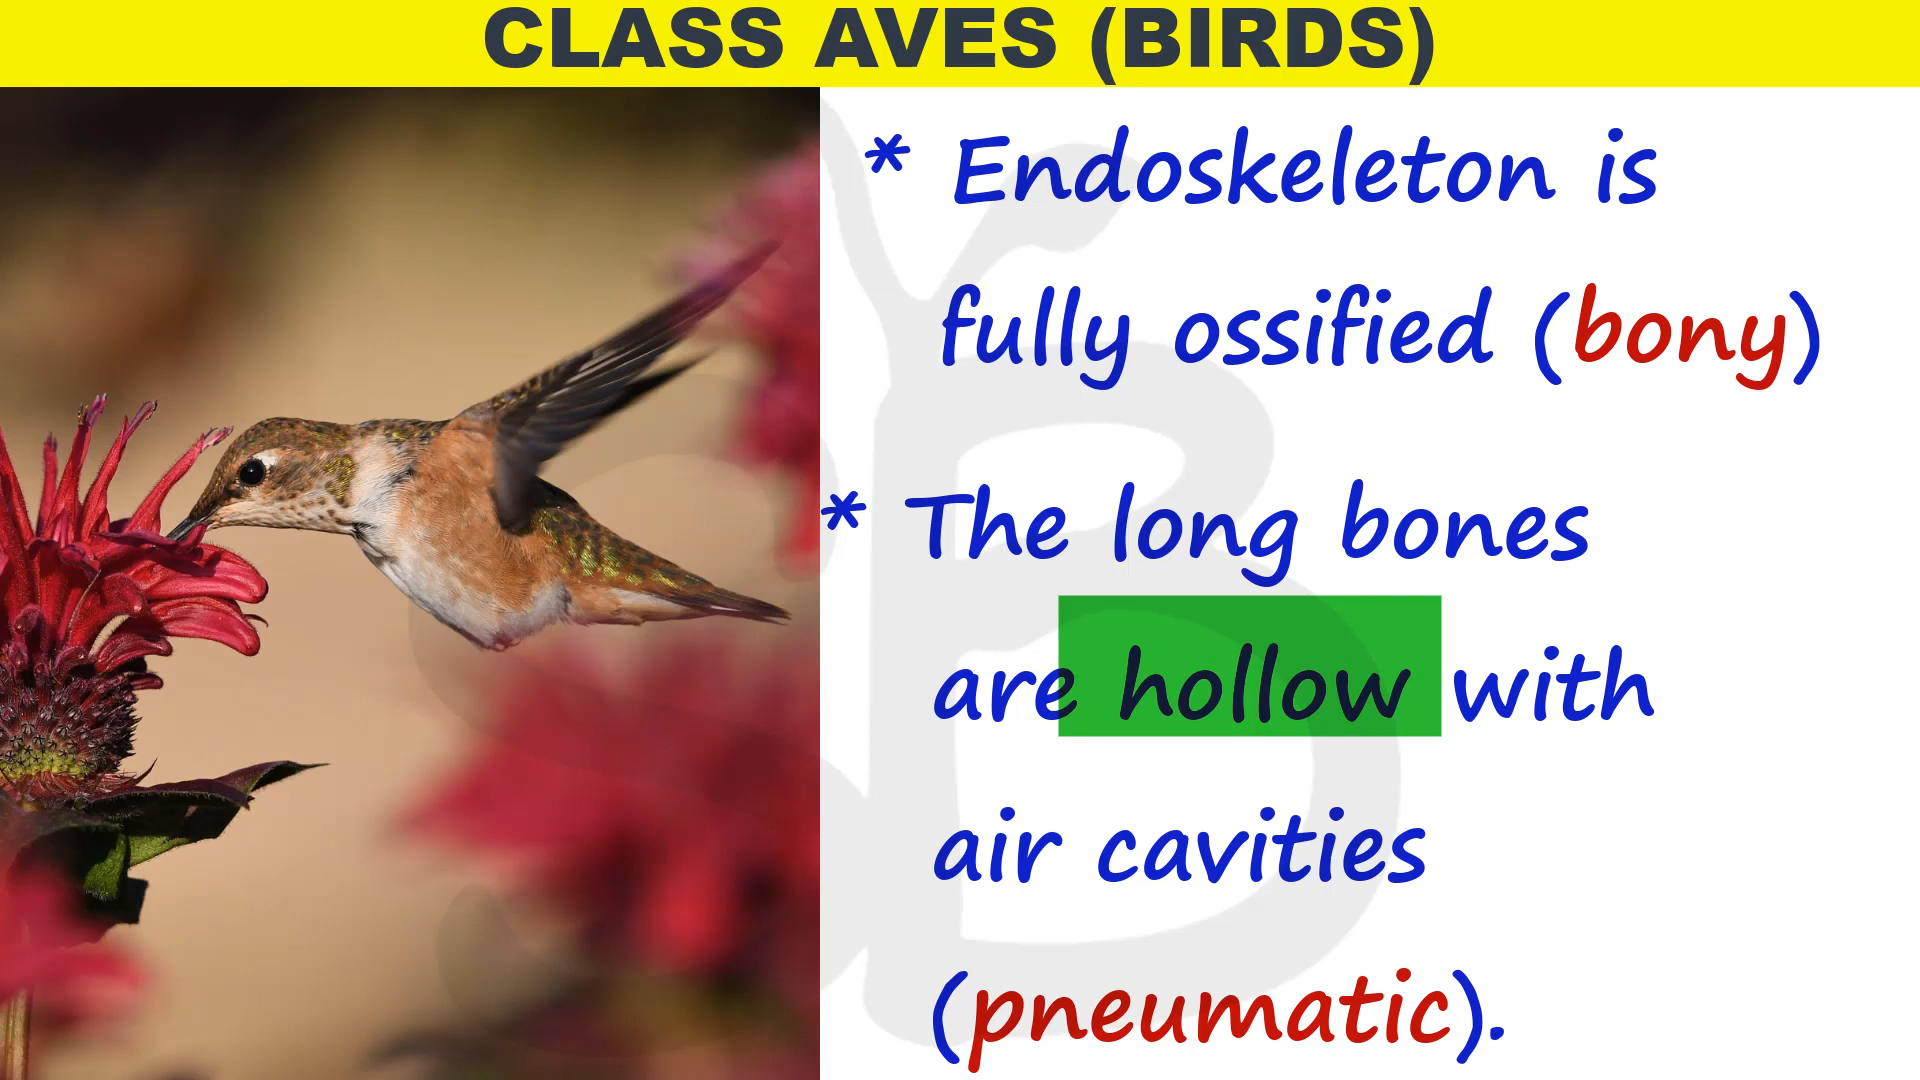 CLASS AVES (BIRDS)
* Endoskeleton is
fully ossified (bony)
* The long bones
are hollow with
air cavities
(pneumatic).